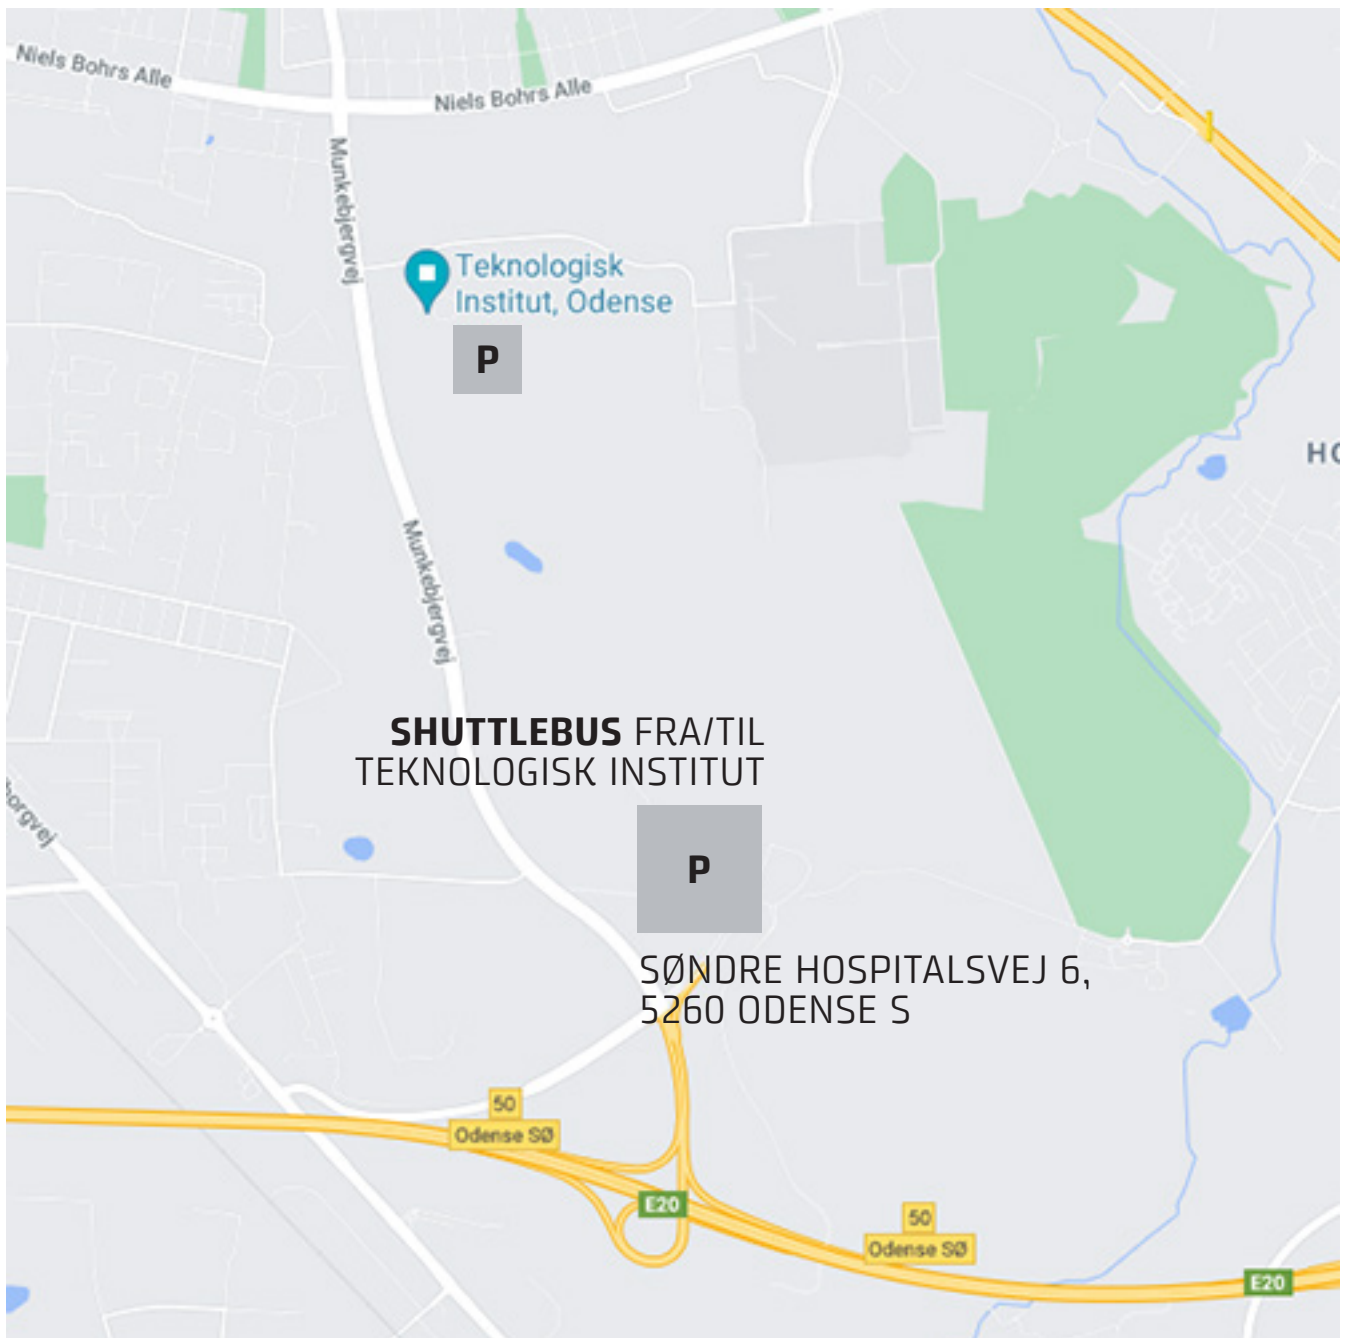 Niels Bohrs Alle
Niels Bohrs Alle
Munkebjergvej
Teknologisk
Institut, Odense
P
HO
Munkebjergvej
SHUTTLEBUS FRA/TIL
TEKNOLOGISK INSTITUT
orgvej
P
SØNDRE HOSPITALSVEJ 6,
5260 ODENSE S
50
Odense SØ
E20
50
Odense SØ
E20